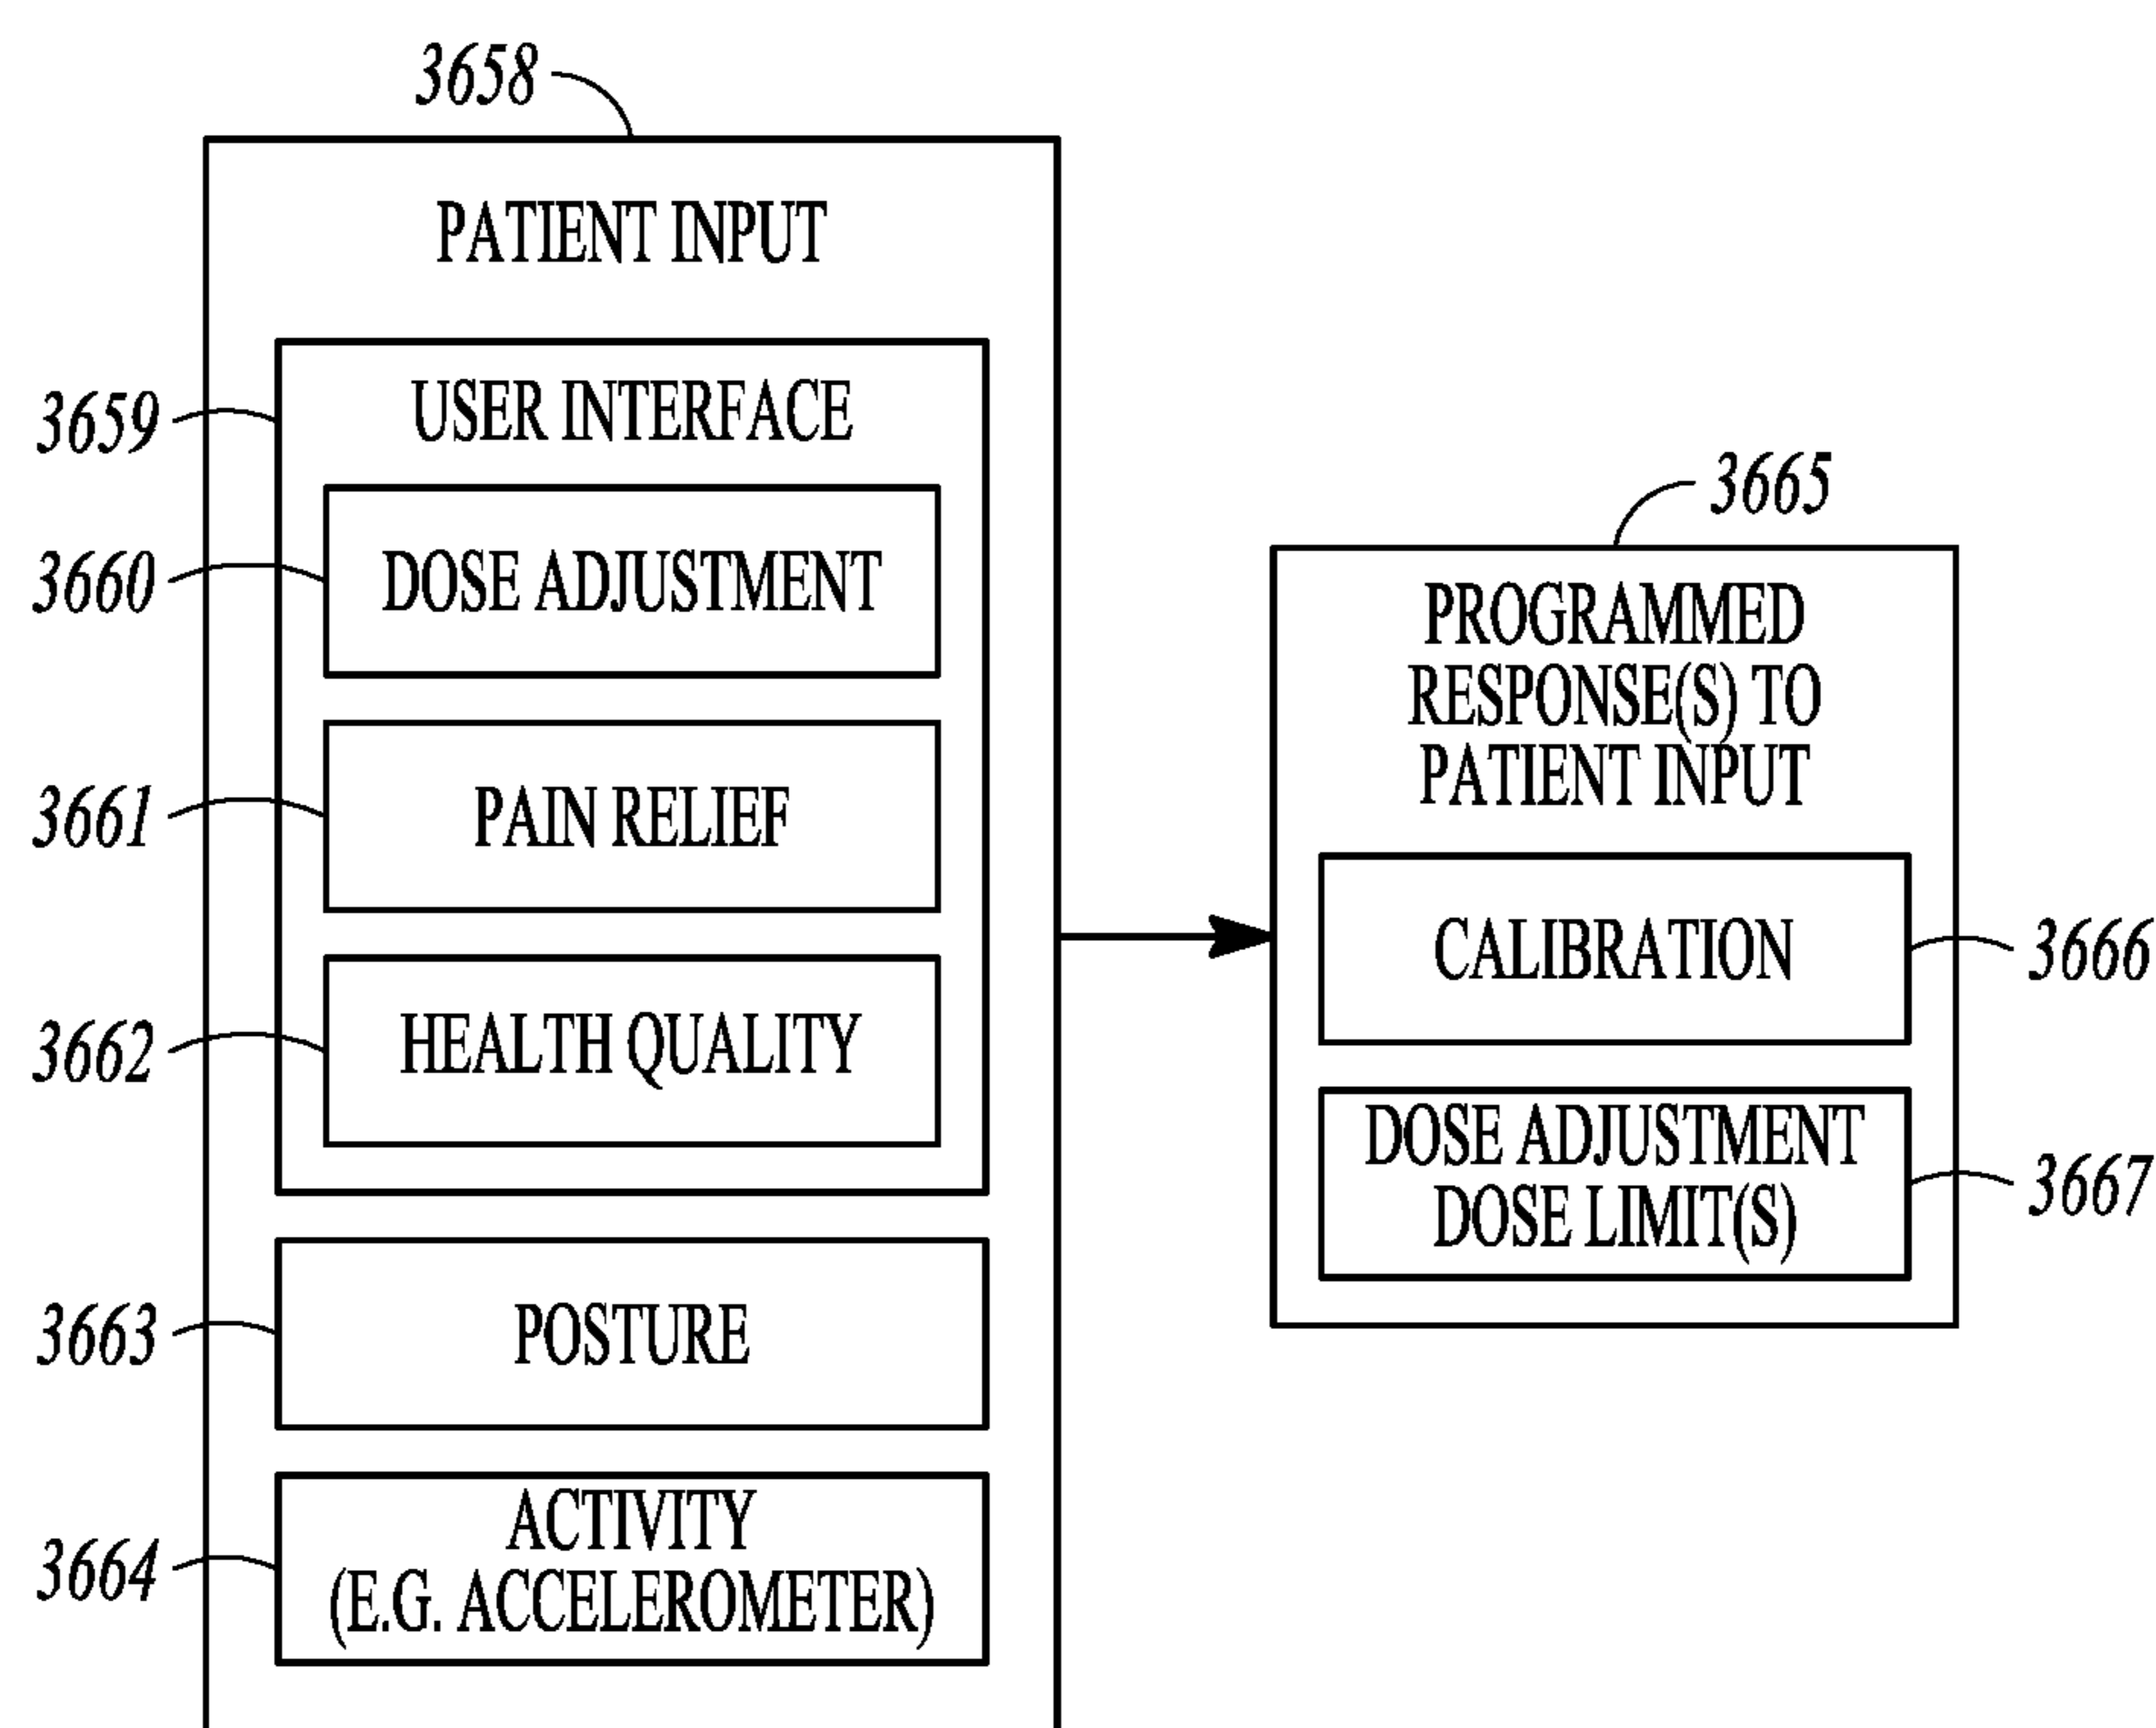 3658
PATIENT INPUT
3659
USER INTERFACE
3660
DOSE ADJUSTMENT
3661
PAIN RELIEF
3662
HEALTH QUALITY
3663
POSTURE
3664
ACTIVITY
(E.G. ACCELEROMETER)
3665
PROGRAMMED
RESPONSE(S) TO
PATIENT INPUT
CALIBRATION
3666
DOSE ADJUSTMENT
DOSE LIMIT(S)
3667